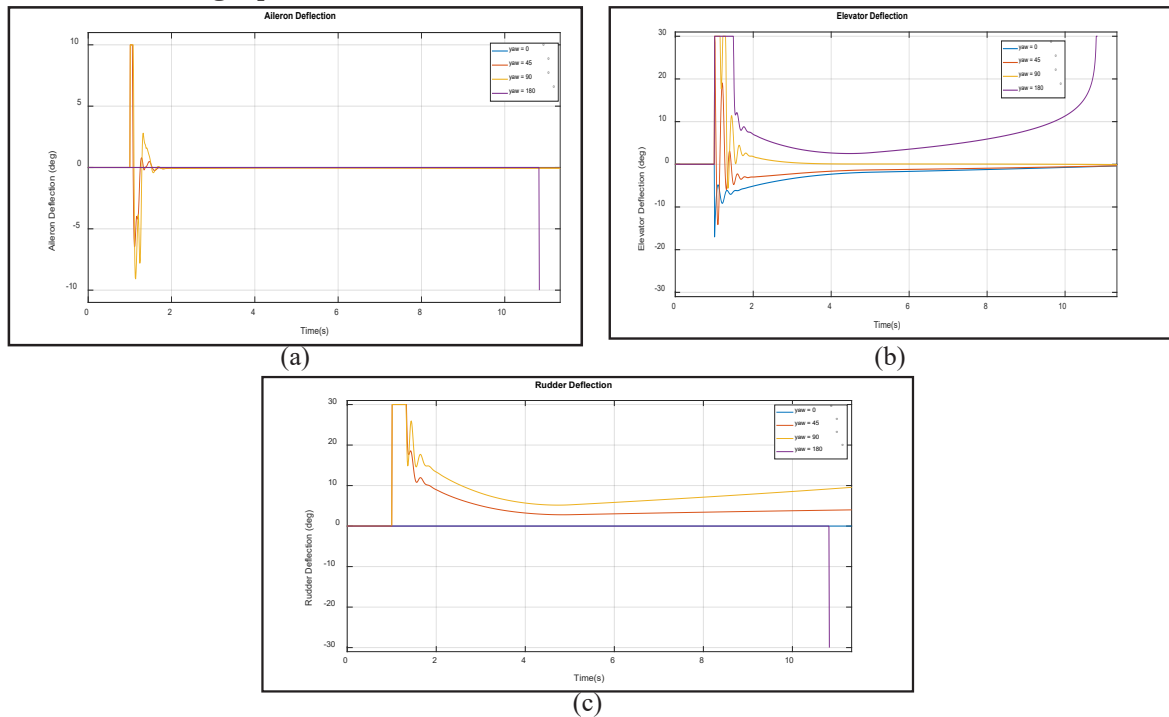 Aileron Deflection
10
5
0
-5
-10
Aileron Deflection (deg)
yaw = 0
yaw = 45
yaw = 90
yaw = 180
0 2 4 6 8 10
Time(s)
(a)
Elevator Deflection
30
20
10
0
-10
-20
-30
Elevator Deflection (deg)
yaw = 0
yaw = 45
yaw = 90
yaw = 180
0 2 4 6 8 10
Time(s)
(b)
Rudder Deflection
30
20
10
0
-10
-20
-30
Rudder Deflection (deg)
yaw = 0
yaw = 45
yaw = 90
yaw = 180
0 2 4 6 8 10
Time(s)
(c)